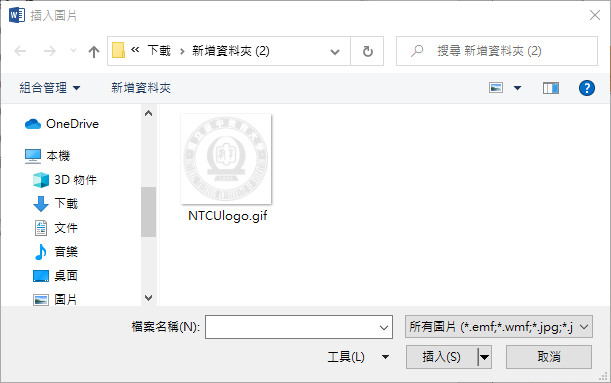 插入圖片
« 下載 › 新增資料夾 (2)
搜尋 新增資料夾 (2)
組合管理
新增資料夾
OneDrive
本機
3D 物件
下載
文件
音樂
桌面
圖片
NTCUlogo.gif
檔案名稱(N):
所有圖片 (*.emf;*.wmf;*.jpg;*.j
工具(L)
插入(S)
取消